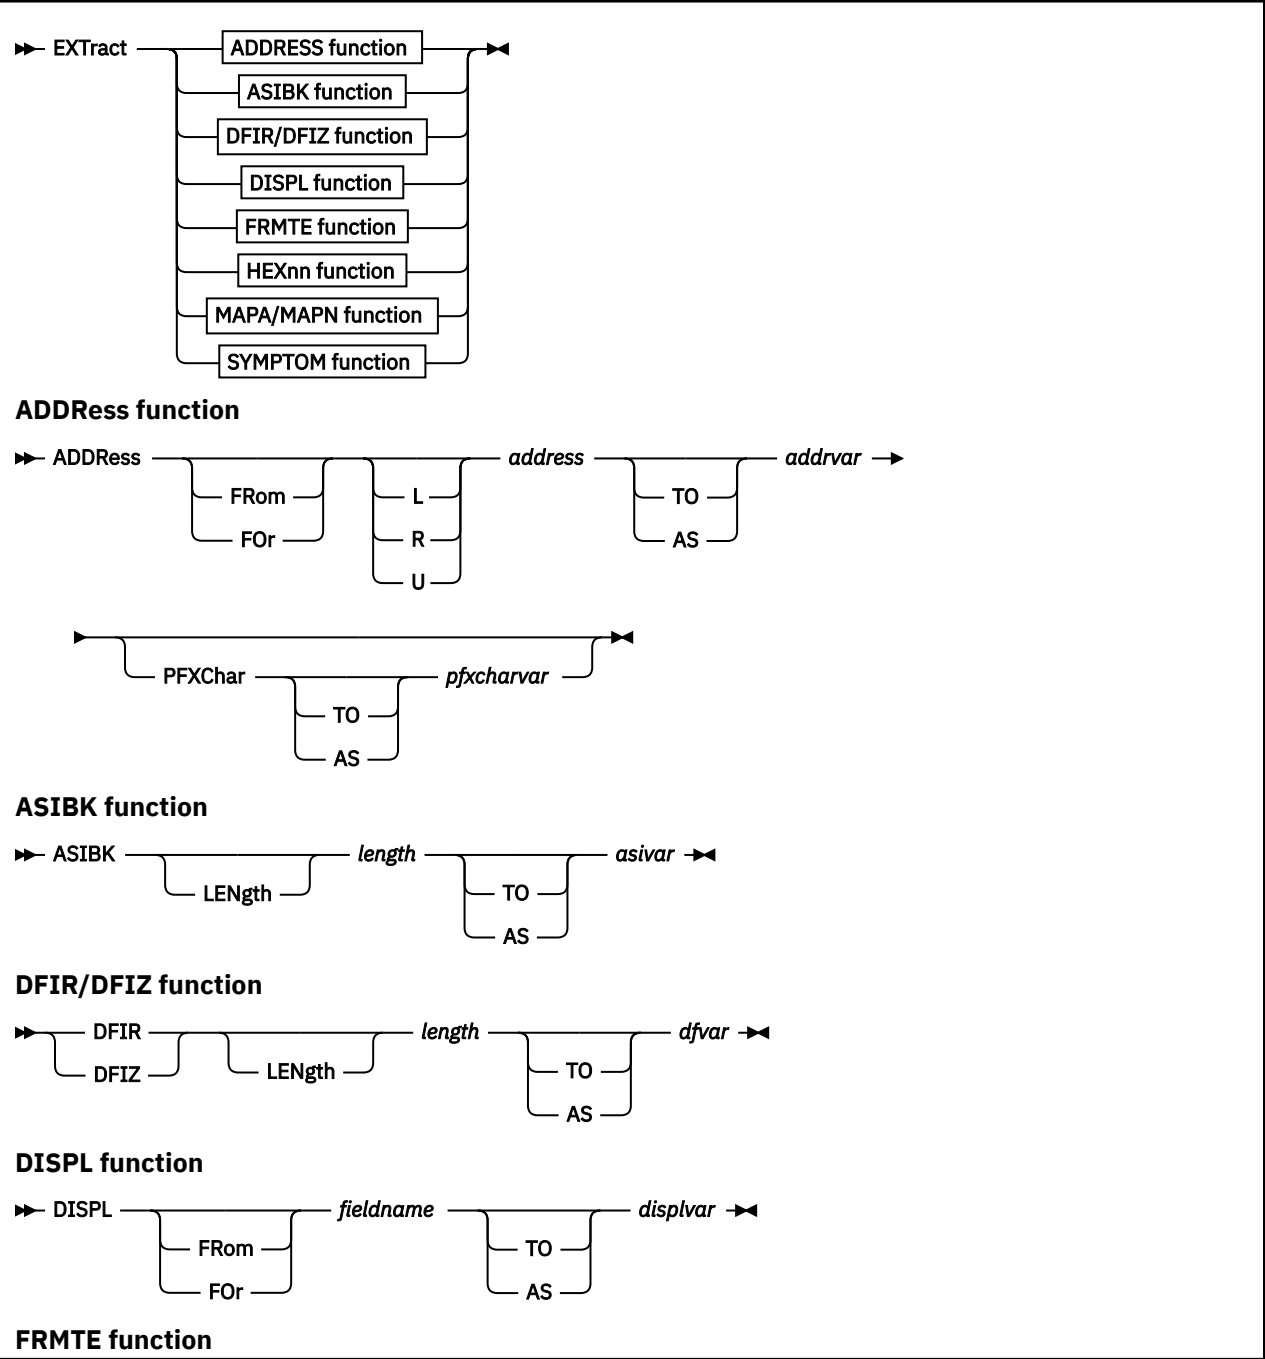 EXTract ADDRESS function
ASIBK function
DFIR/DFIZ function
DISPL function
FRMTE function
HEXnn function
MAPA/MAPN function
SYMPTOM function
ADDRess function
ADDRess address addrvar
FRom L TO
FOr R AS
U
PFXChar pfxcharvar
TO
AS
ASIBK function
ASIBK length asivar
LENgth TO
AS
DFIR/DFIZ function
DFIR length dfvar
DFIZ LENgth TO
AS
DISPL function
DISPL fieldname displvar
FRom TO
FOr AS
FRMTE function